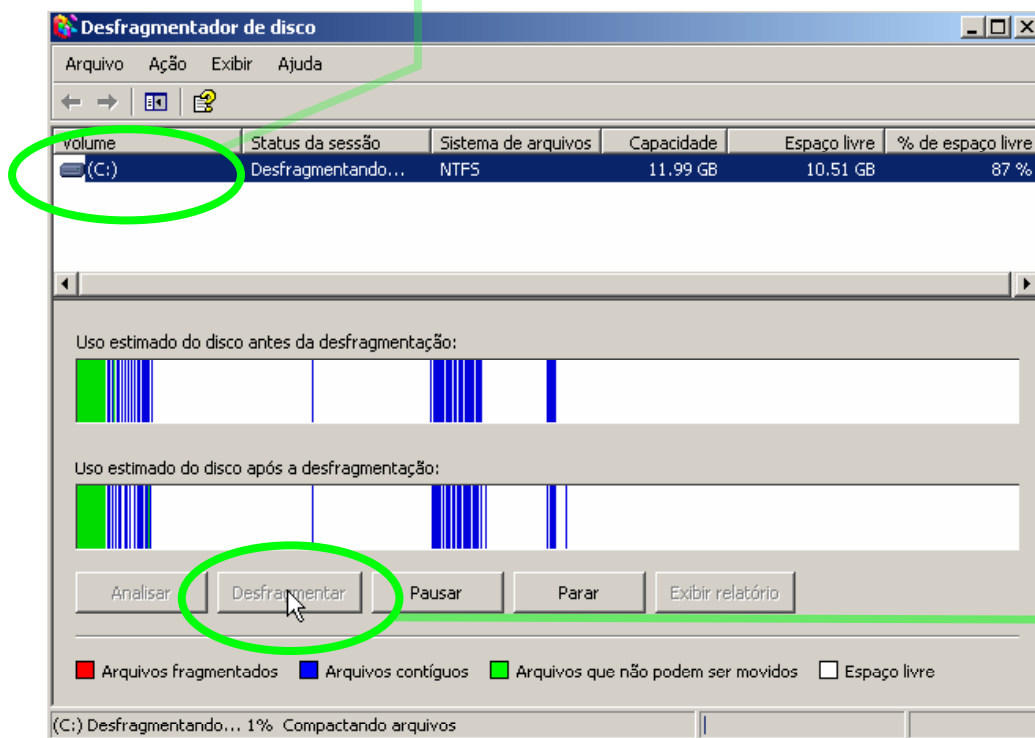 Desfragmentador de disco
Arquivo Ação Exibir Ajuda
Volume Status da sessão Sistema de arquivos Capacidade Espaço livre % de espaço livre
(C:) Desfragmentando... NTFS 11.99 GB 10.51 GB 87 %
Uso estimado do disco antes da desfragmentação:
Uso estimado do disco após a desfragmentação:
Analisar Desfragmentar Pausar Parar Exibir relatório
Arquivos fragmentados Arquivos contíguos Arquivos que não podem ser movidos Espaço livre
(C:) Desfragmentando... 1% Compactando arquivos